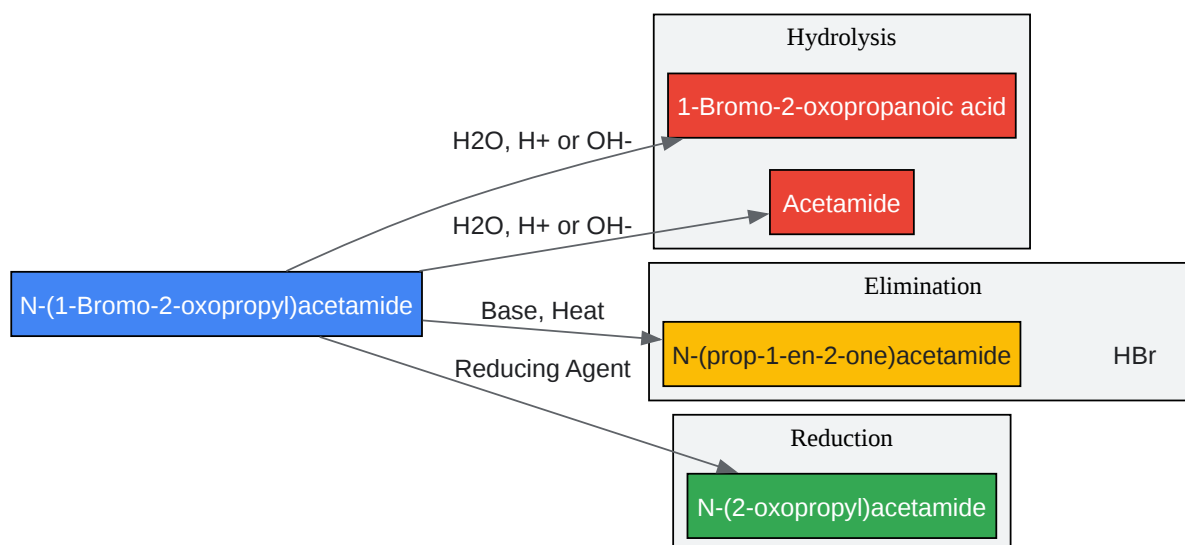 Hydrolysis
1-Bromo-2-oxopropanoic acid
H2O, H+ or OH-
Acetamide
H2O, H+ or OH-
N-(1-Bromo-2-oxopropyl)acetamide
Elimination
Base, Heat
N-(prop-1-en-2-one)acetamide
HBr
Reducing Agent
Reduction
N-(2-oxopropyl)acetamide